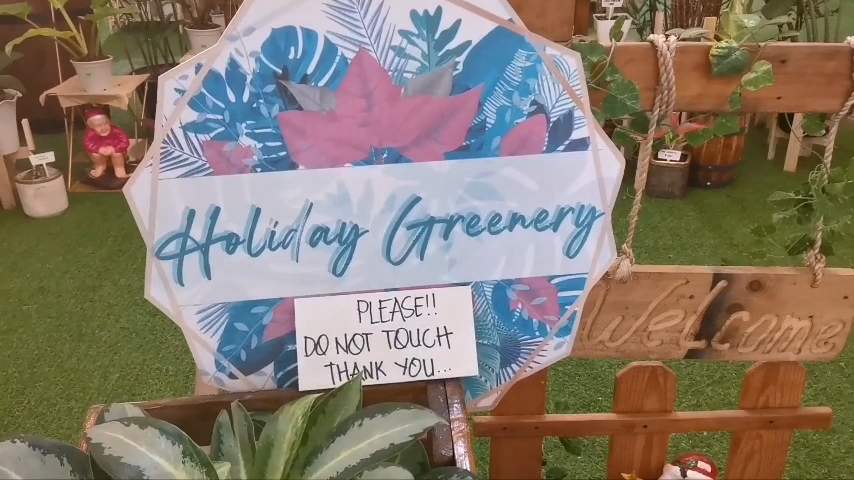 Holiday Greenery
PLEASE!!
DO NOT TOUCH
THANK YOU...
Welcome